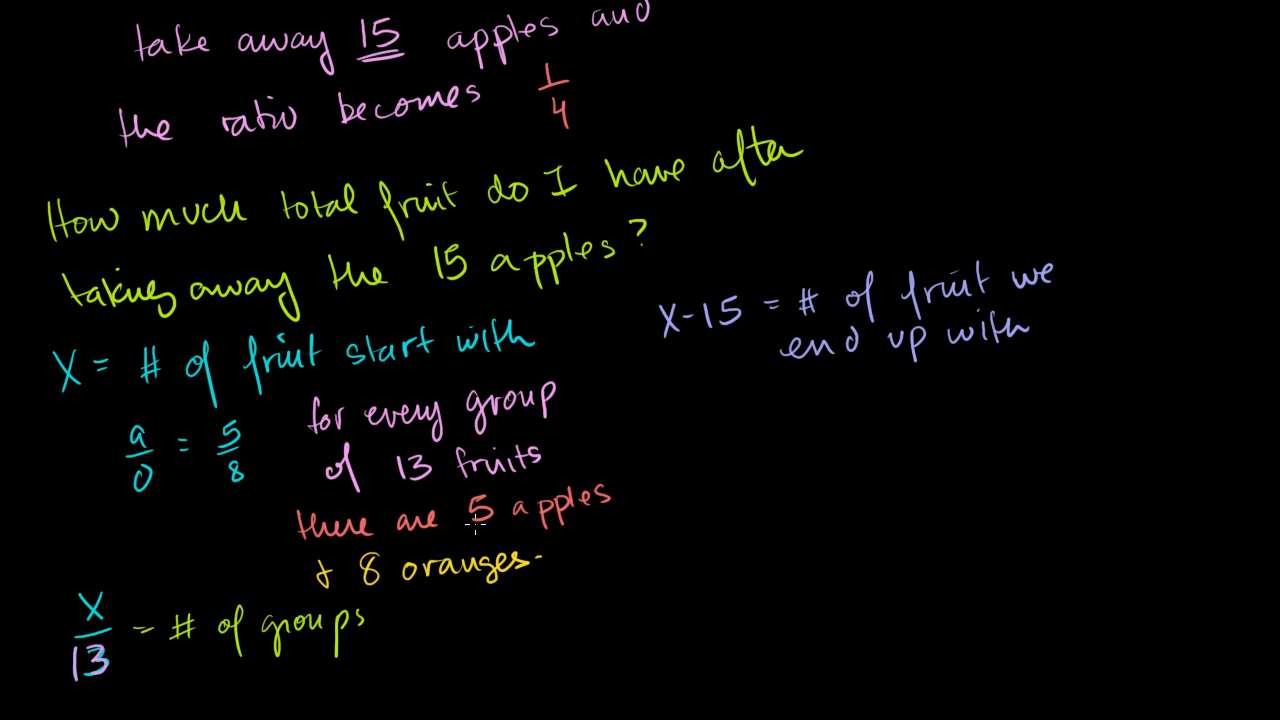 take away 15 apples and
the ratio becomes 1/4
How much total fruit do I have after
taking away the 15 apples?
X = # of fruit start with
a/o = 5/8
for every group
of 13 fruits
there are 5 apples
+ 8 oranges.
X/13 = # of groups
X-15 = # of fruit we
end up with